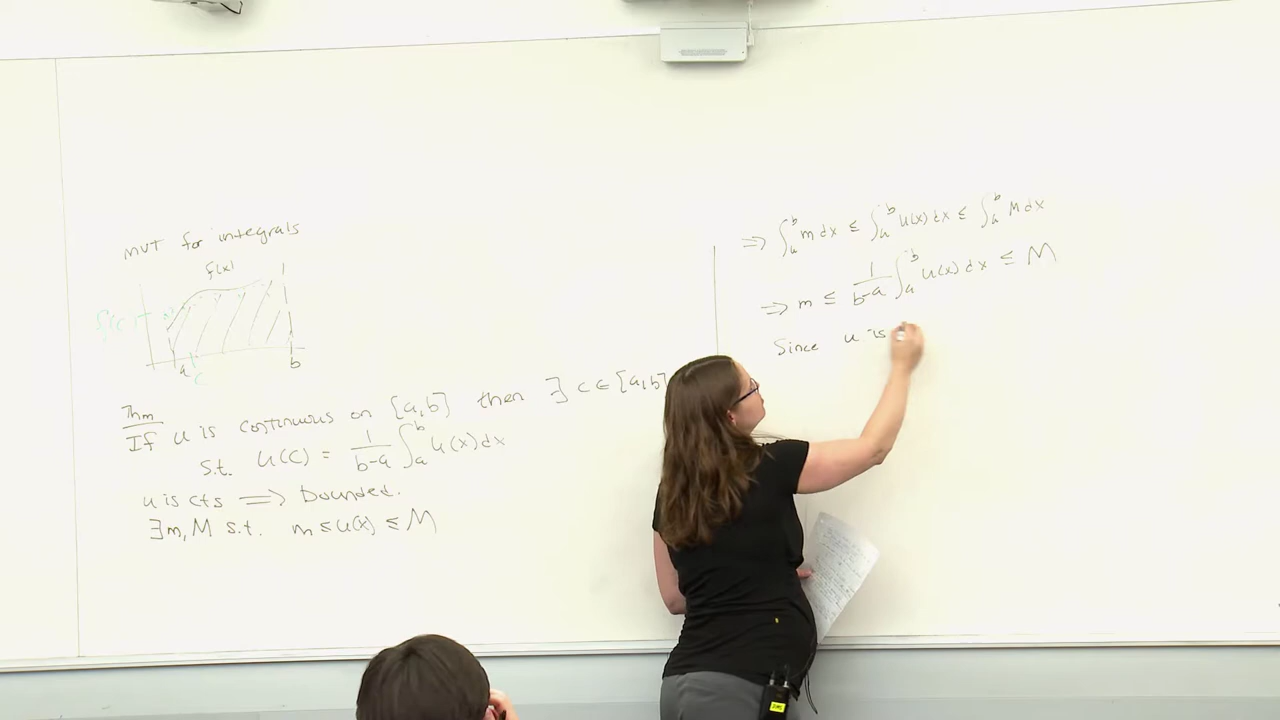 MVT for integrals
f(x)
f(c)
a
c
b
Thm
If u is continuous on [a,b] then ∃ c ∈ [a,b]
s.t. u(c) = 1/(b-a) ∫_a^b u(x) dx
u is cts ⟹ bounded.
∃ m, M s.t. m ≤ u(x) ≤ M
⟹ ∫_a^b m dx ≤ ∫_a^b u(x) dx ≤ ∫_a^b M dx
⟹ m ≤ 1/(b-a) ∫_a^b u(x) dx ≤ M
Since u is